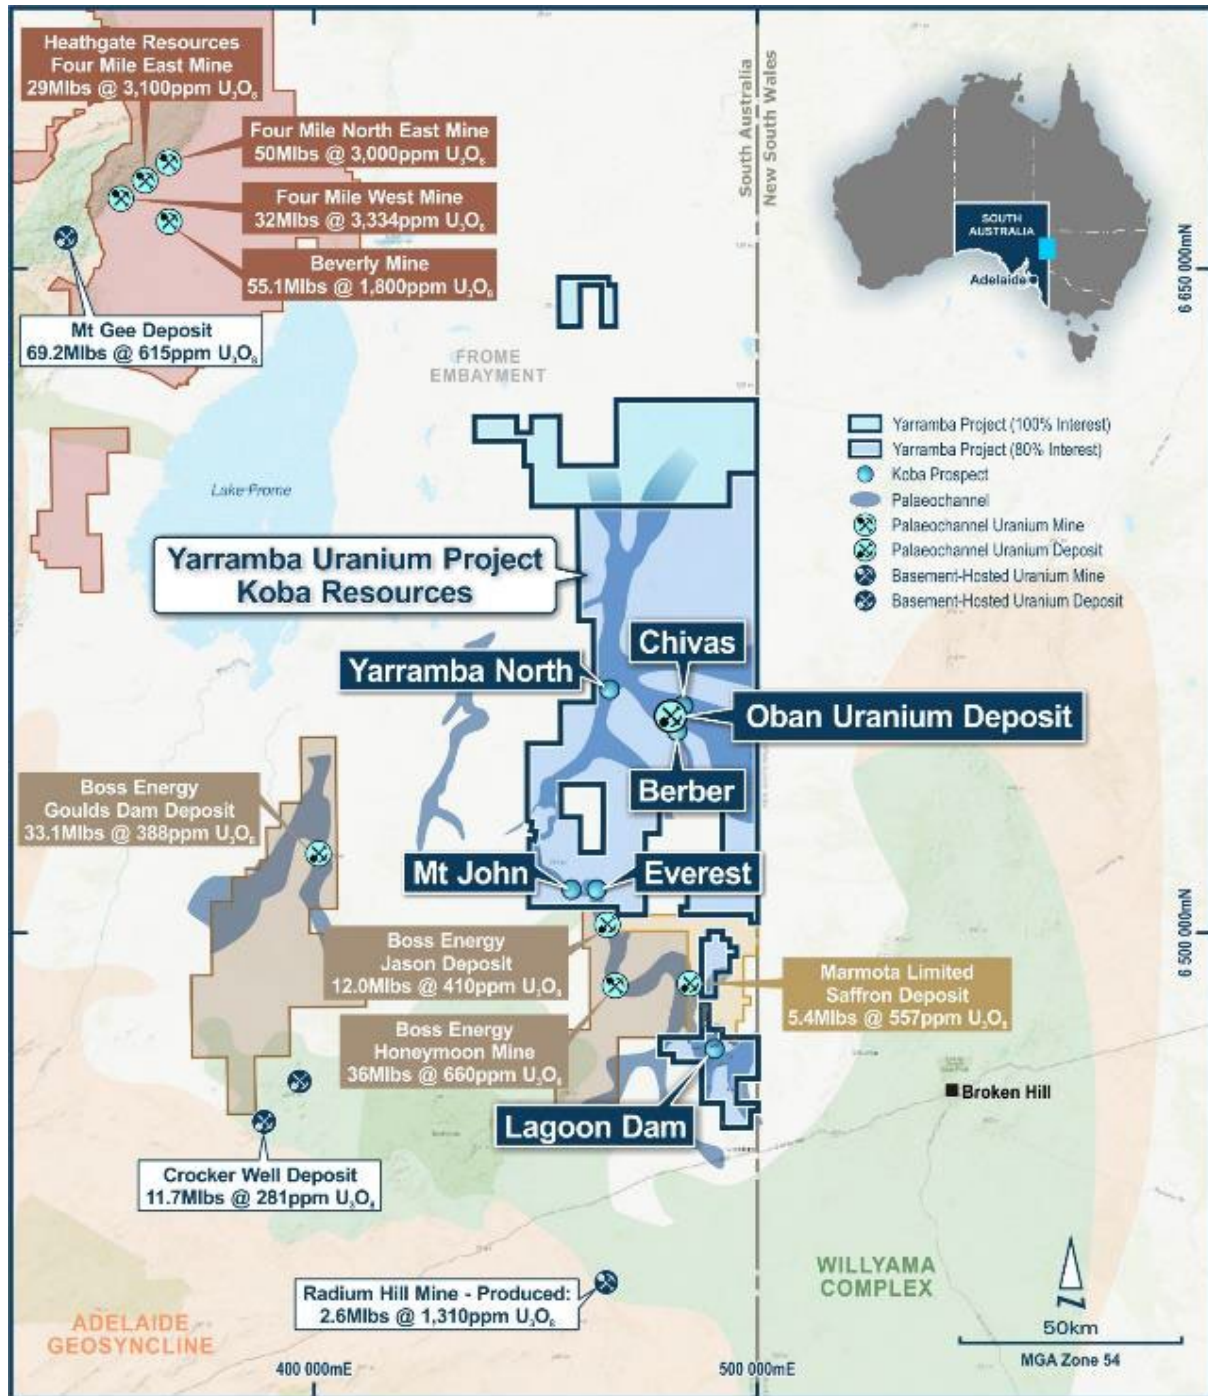 Heathgate Resources
Four Mile East Mine
29Mlbs @ 3,100ppm U₃O₈
Four Mile North East Mine
50Mlbs @ 3,000ppm U₃O₈
Four Mile West Mine
32Mlbs @ 3,334ppm U₃O₈
Beverly Mine
55.1Mlbs @ 1,800ppm U₃O₈
Mt Gee Deposit
69.2Mlbs @ 615ppm U₃O₈
South Australia
New South Wales
SOUTH
AUSTRALIA
Adelaide
6 650 000mN
FROME
EMBAYMENT
Lake Frome
Yarramba Project (100% Interest)
Yarramba Project (80% Interest)
Koba Prospect
Palaeochannel
Palaeochannel Uranium Mine
Palaeochannel Uranium Deposit
Basement-Hosted Uranium Mine
Basement-Hosted Uranium Deposit
Yarramba Uranium Project
Koba Resources
Chivas
Yarramba North
Oban Uranium Deposit
Berber
Boss Energy
Goulds Dam Deposit
33.1Mlbs @ 388ppm U₃O₈
Mt John
Everest
6 500 000mN
Boss Energy
Jason Deposit
12.0Mlbs @ 410ppm U₃O₈
Marmota Limited
Saffron Deposit
5.4Mlbs @ 557ppm U₃O₈
Boss Energy
Honeymoon Mine
36Mlbs @ 660ppm U₃O₈
Broken Hill
Lagoon Dam
Crocker Well Deposit
11.7Mlbs @ 281ppm U₃O₈
WILLYAMA
COMPLEX
Radium Hill Mine - Produced:
2.6Mlbs @ 1,310ppm U₃O₈
ADELAIDE
GEOSYNCLINE
N
50km
MGA Zone 54
400 000mE
500 000mE